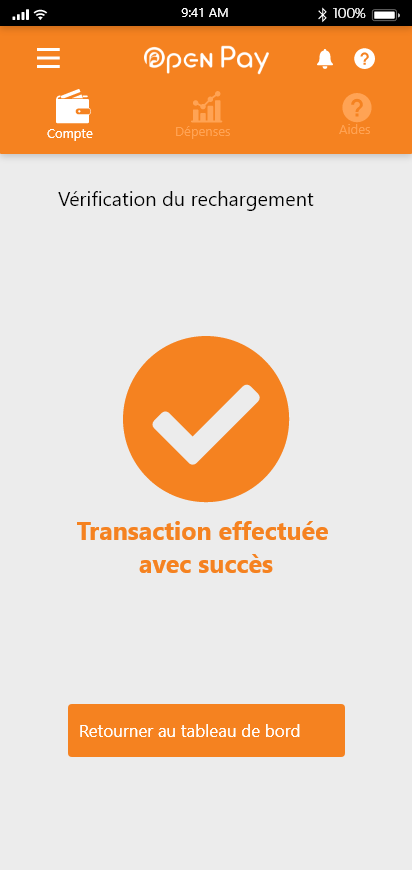 9:41 AM 100%
Open Pay
Compte Dépenses Aides
Vérification du rechargement
Transaction effectuée
avec succès
Retourner au tableau de bord